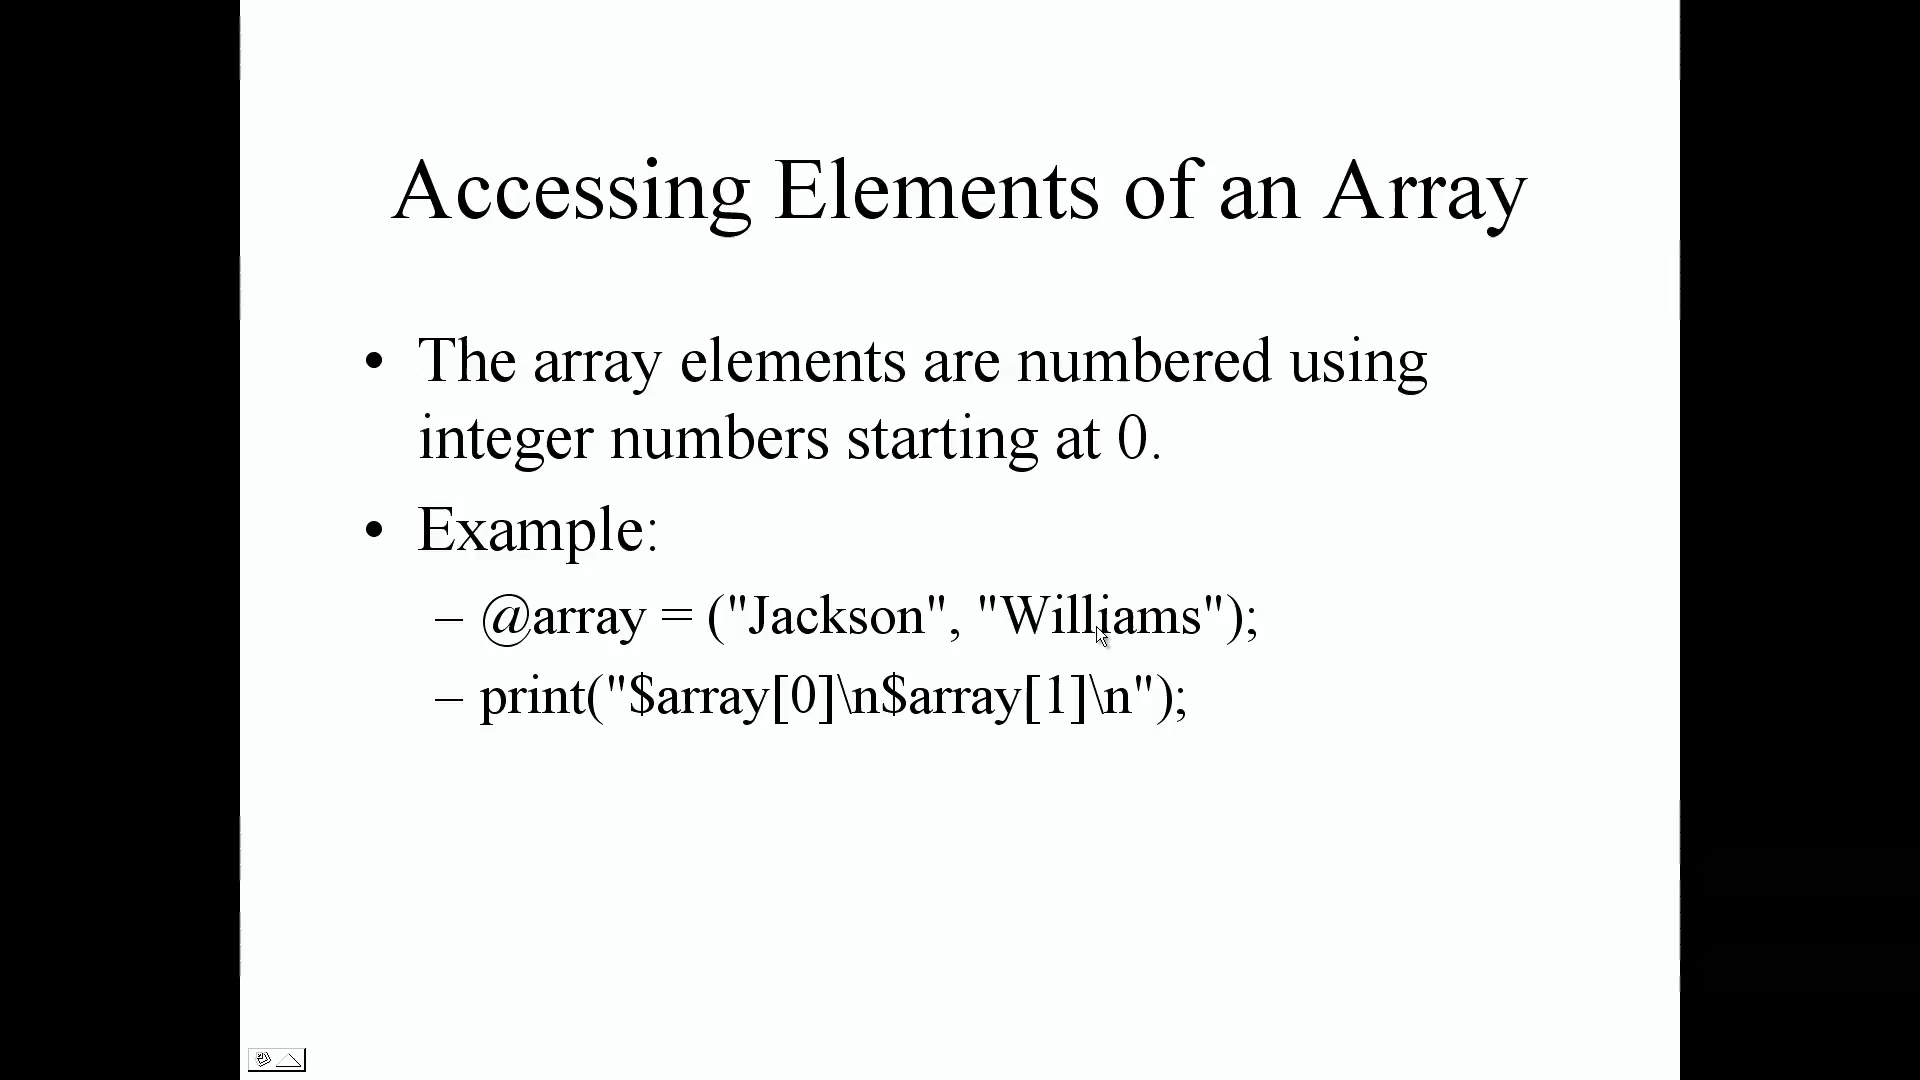 Accessing Elements of an Array
• The array elements are numbered using
integer numbers starting at 0.
• Example:
– @array = ("Jackson", "Williams");
– print("$array[0]\n$array[1]\n");